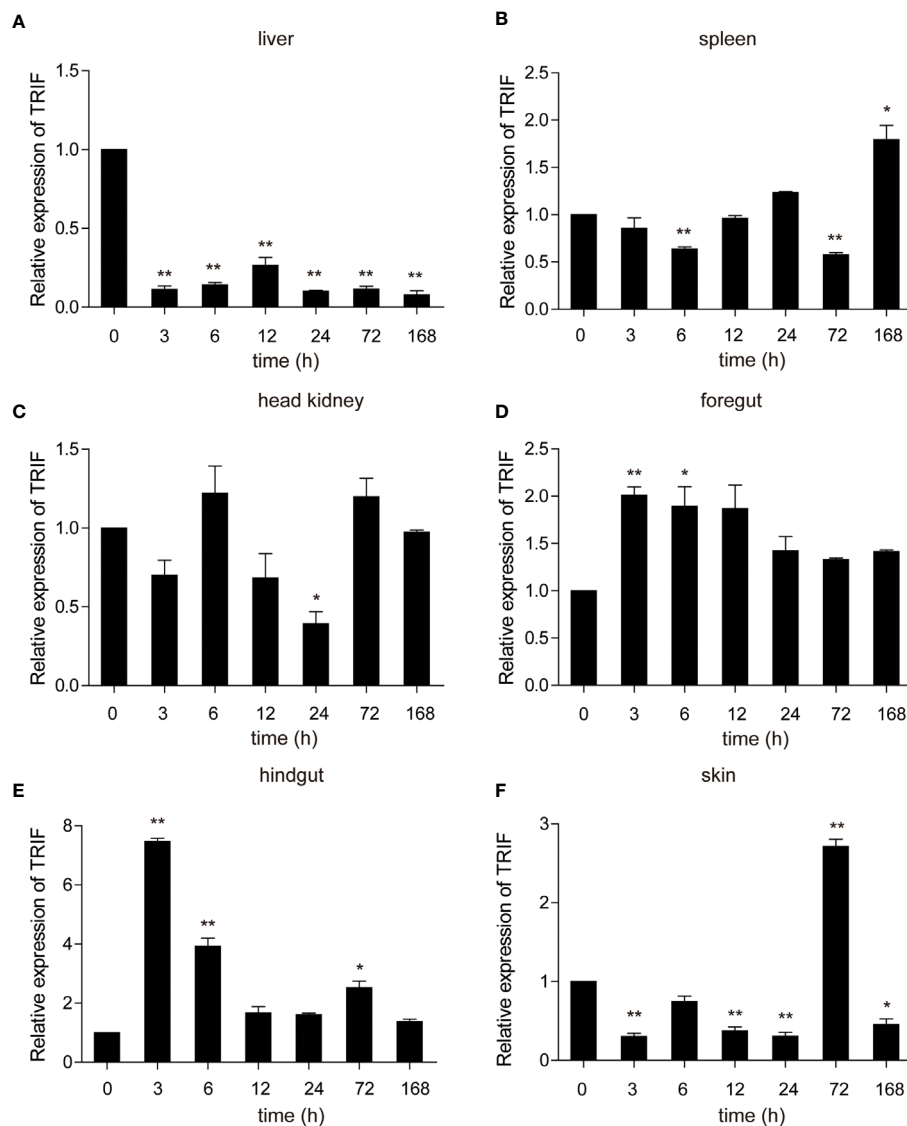 A
liver
Relative expression of TRIF
1.5
1.0
0.5
0.0
** ** ** ** ** **
0 3 6 12 24 72 168
time (h)
B
spleen
Relative expression of TRIF
2.5
2.0
1.5
1.0
0.5
0.0
** ** *
0 3 6 12 24 72 168
time (h)
C
head kidney
Relative expression of TRIF
1.5
1.0
0.5
0.0
*
0 3 6 12 24 72 168
time (h)
D
foregut
Relative expression of TRIF
2.5
2.0
1.5
1.0
0.5
0.0
** *
0 3 6 12 24 72 168
time (h)
E
hindgut
Relative expression of TRIF
8
6
4
2
0
** ** *
0 3 6 12 24 72 168
time (h)
F
skin
Relative expression of TRIF
3
2
1
0
** ** ** ** *
0 3 6 12 24 72 168
time (h)